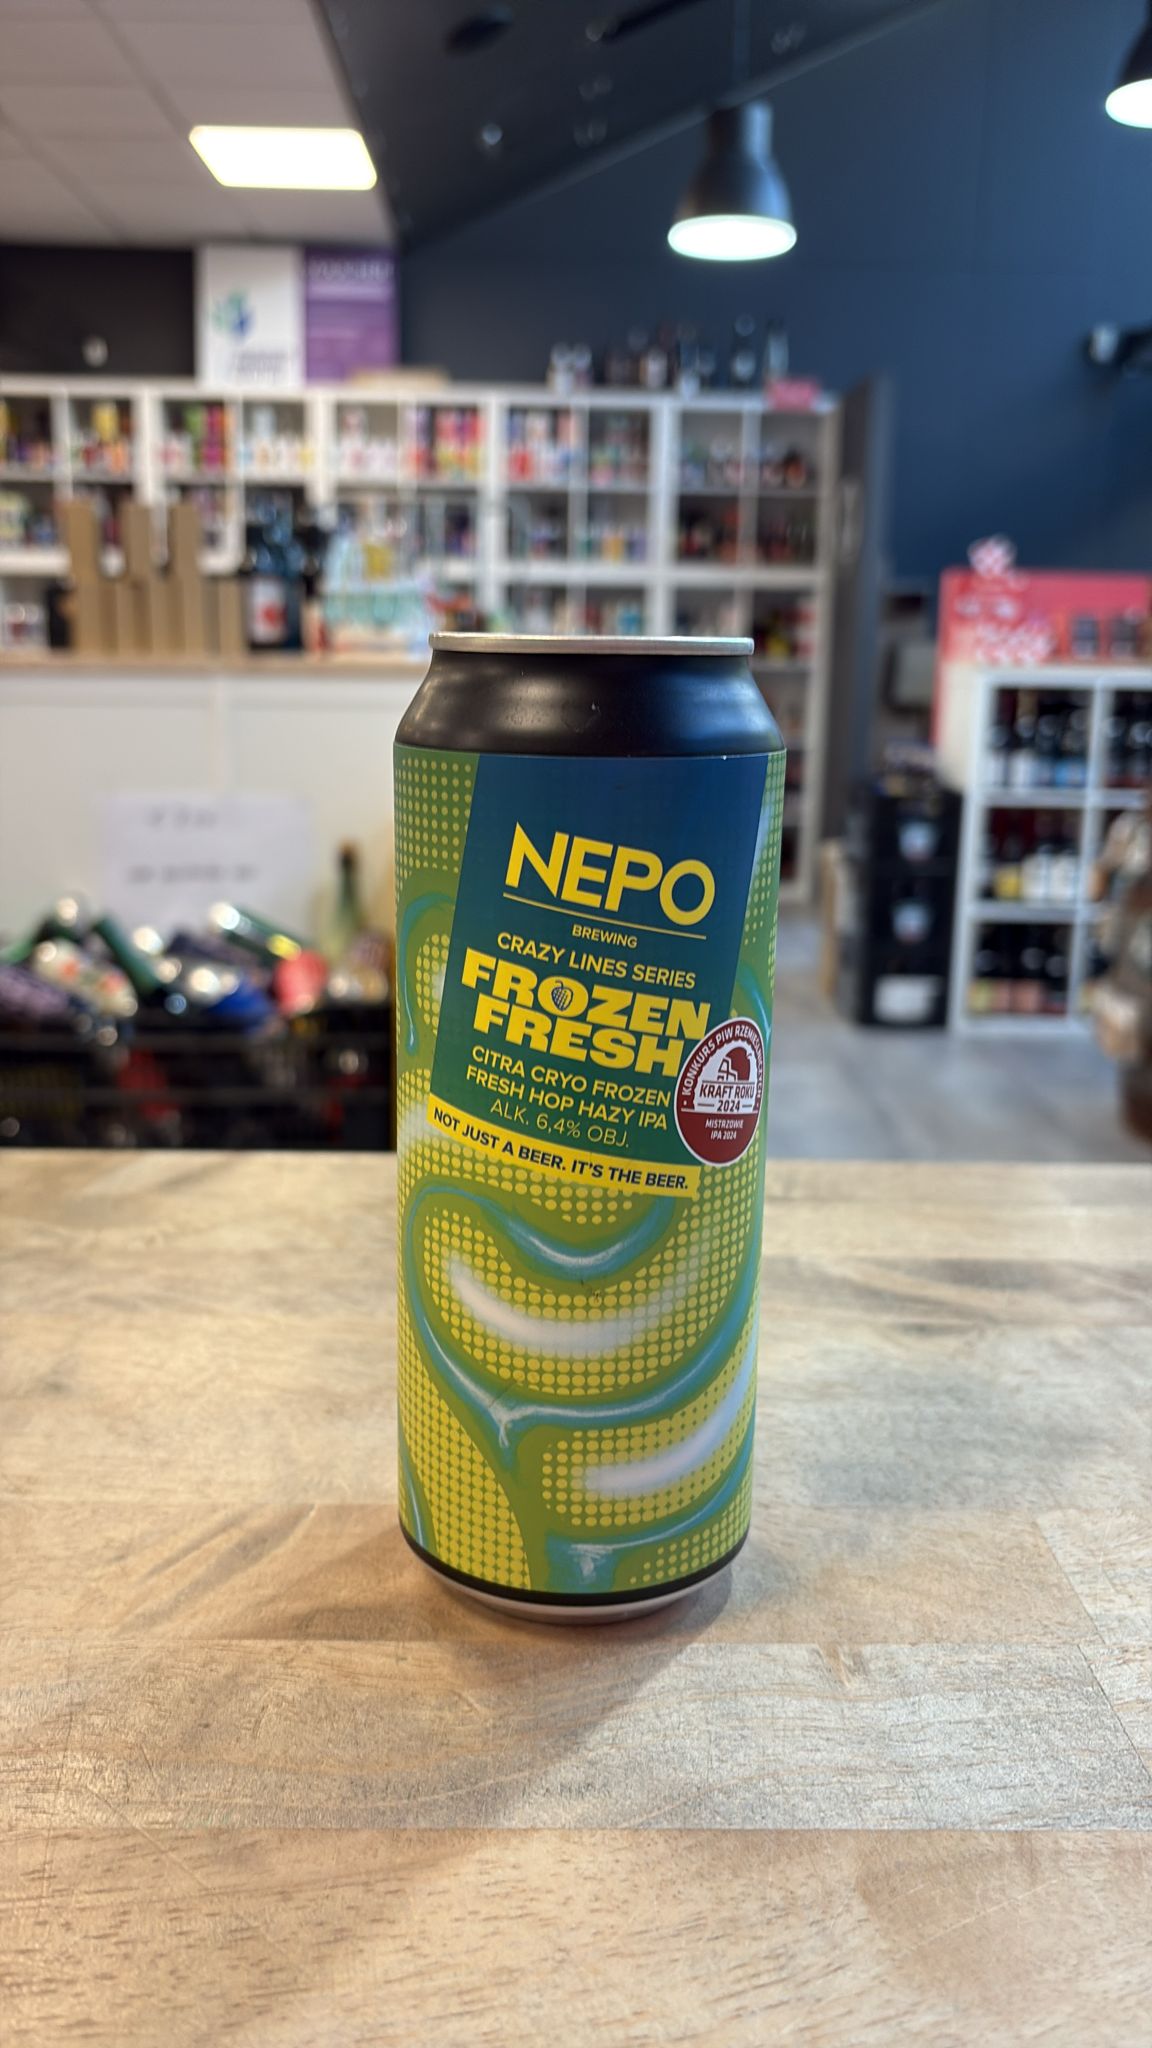 NEPO
BREWING
CRAZY LINES SERIES
FROZEN
FRESH
CITRA CRYO FROZEN
FRESH HOP HAZY IPA
ALK. 6,4% OBJ.
NOT JUST A BEER. IT'S THE BEER.
KONKURS PIW RZEMIEŚLNICZYCH
KRAFT ROKU
2024
MISTRZOWIE
IPA 2024